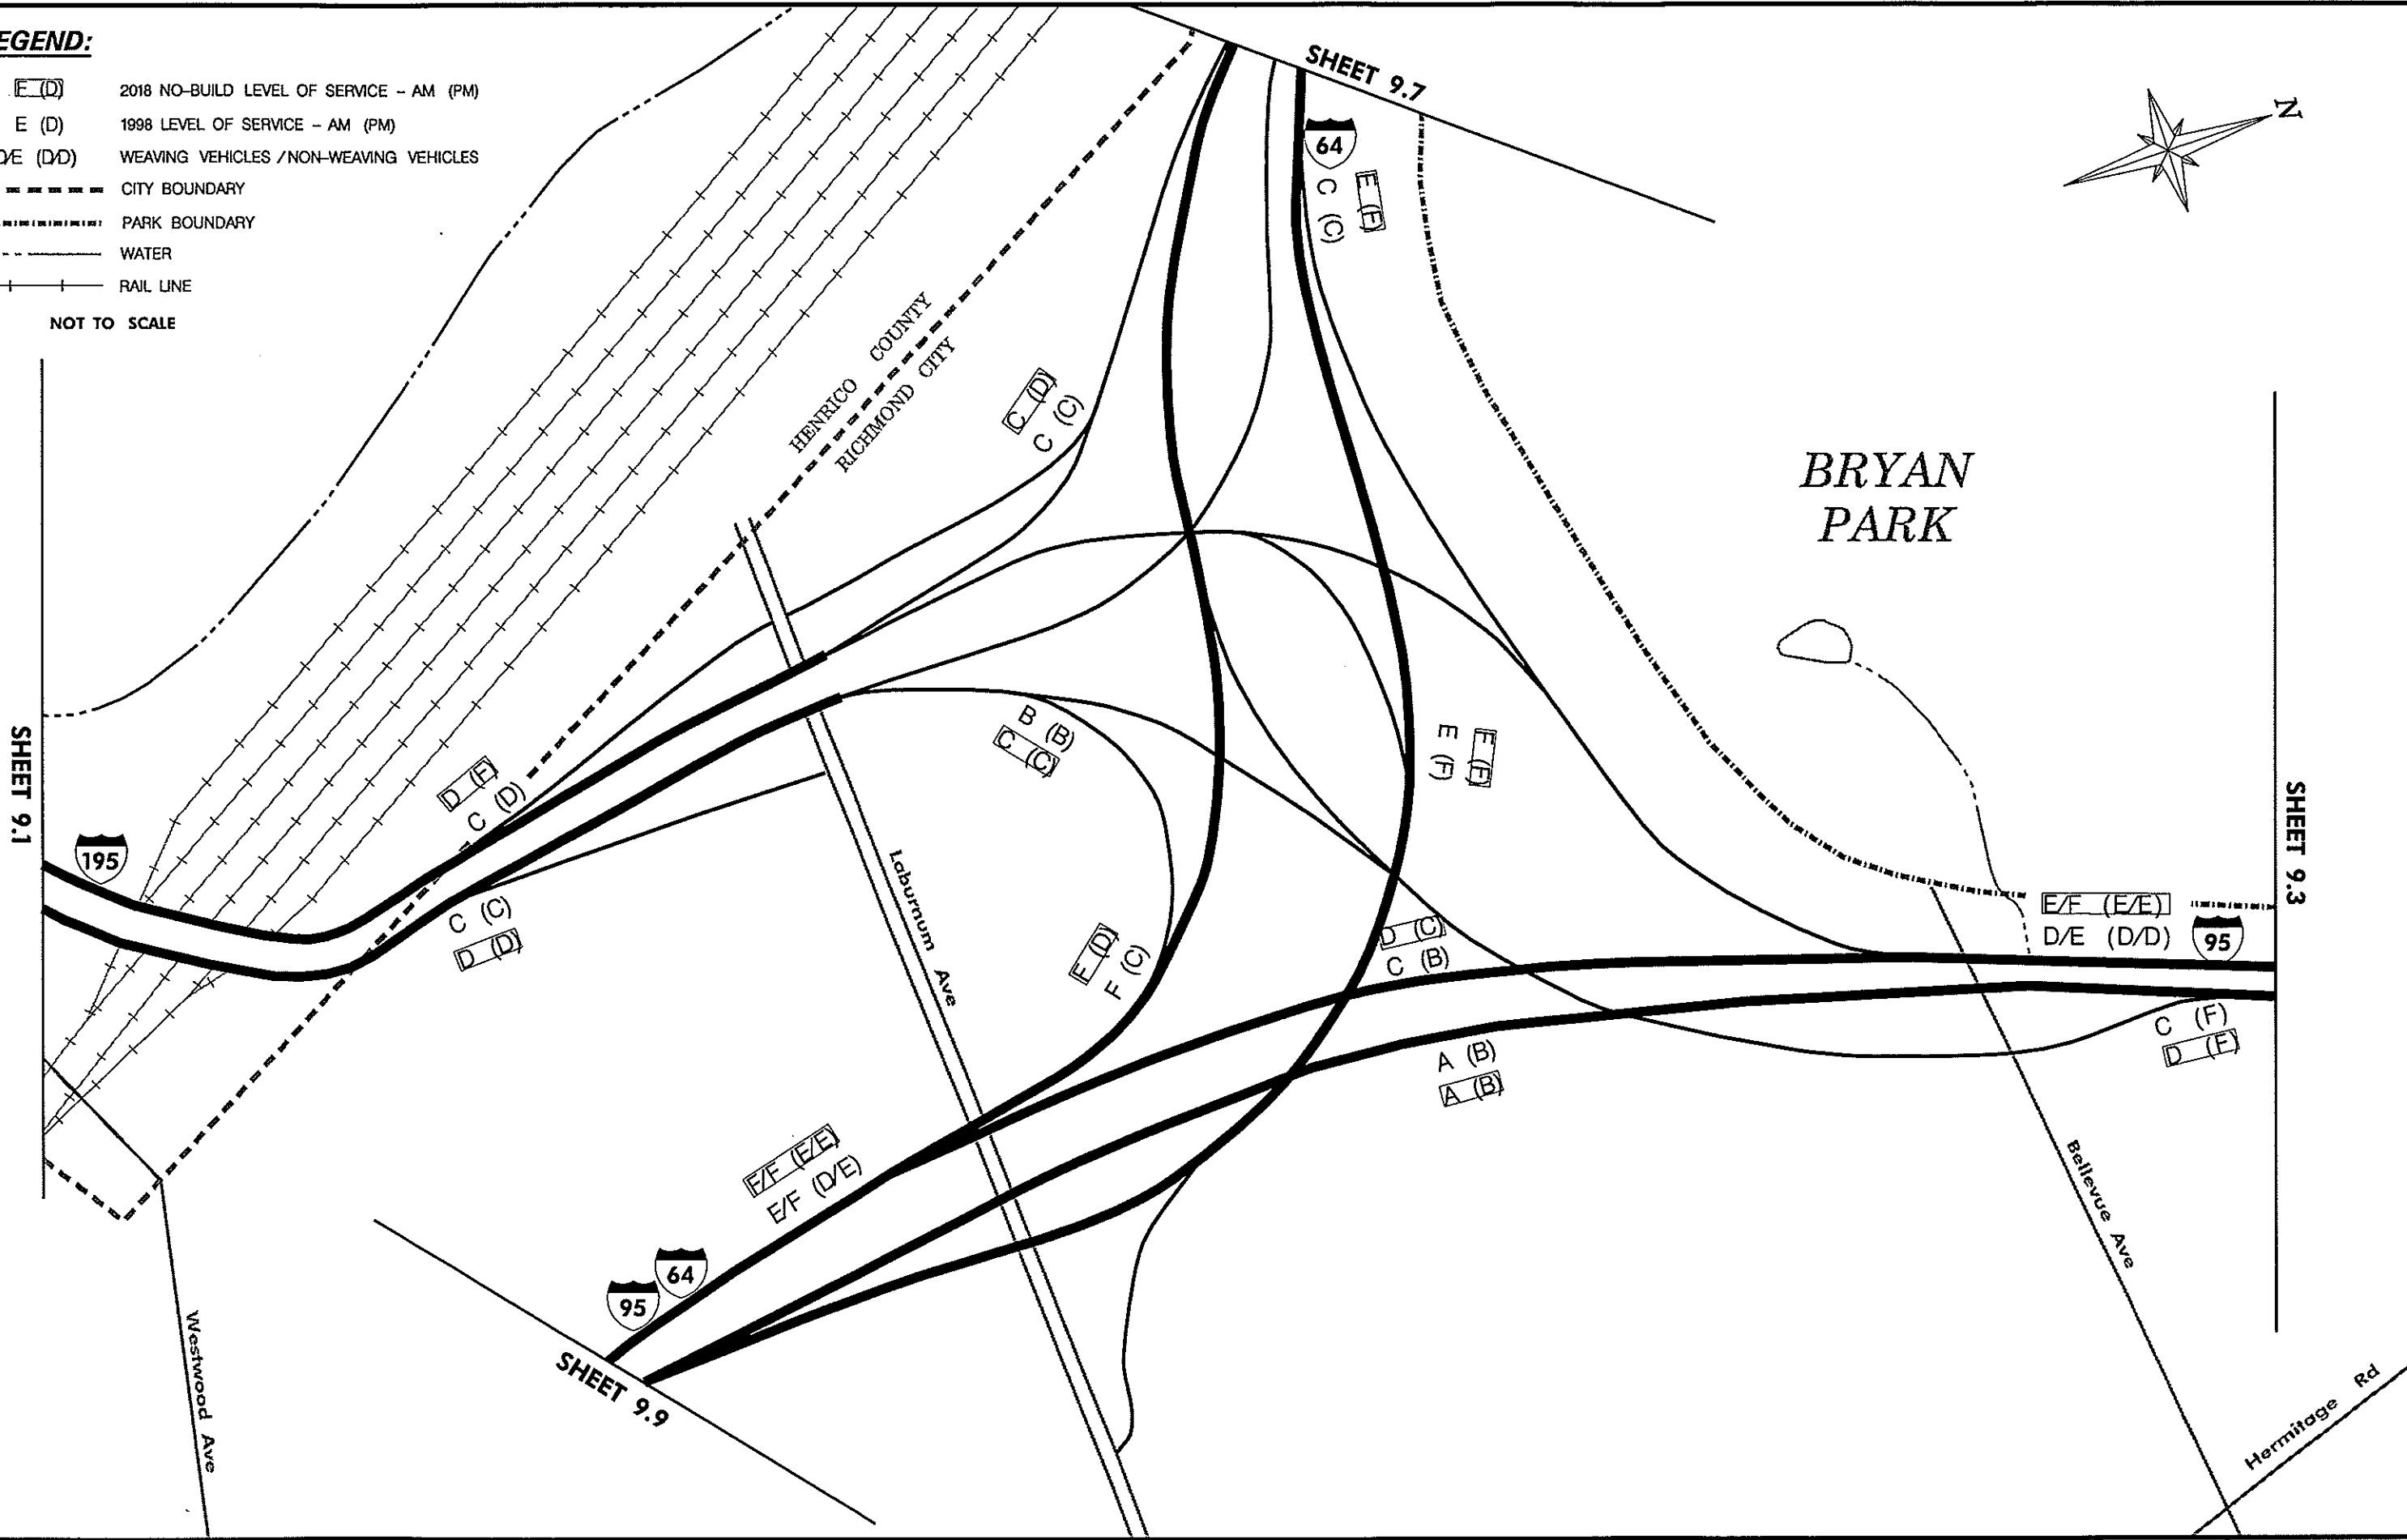 EGEND:
E (D) 2018 NO-BUILD LEVEL OF SERVICE - AM (PM)
E (D) 1998 LEVEL OF SERVICE - AM (PM)
D/E (D/D) WEAVING VEHICLES / NON-WEAVING VEHICLES
CITY BOUNDARY
PARK BOUNDARY
WATER
RAIL LINE
NOT TO SCALE
SHEET 9.7
N
64
C (C)
HENRICO COUNTY
RICHMOND CITY
C (D)
C (C)
BRYAN
PARK
B (B)
C (C)
E (F)
E (F)
SHEET 9.1
195
D (F)
C (D)
C (C)
D (D)
Laburnum Ave
E (D)
F (C)
D (C)
C (B)
E/F (E/E)
D/E (D/D)
95
SHEET 9.3
C (F)
D (F)
A (B)
A (B)
E/F (D/E)
64
95
SHEET 9.9
Westwood Ave
Bellevue Ave
Hermitage Rd